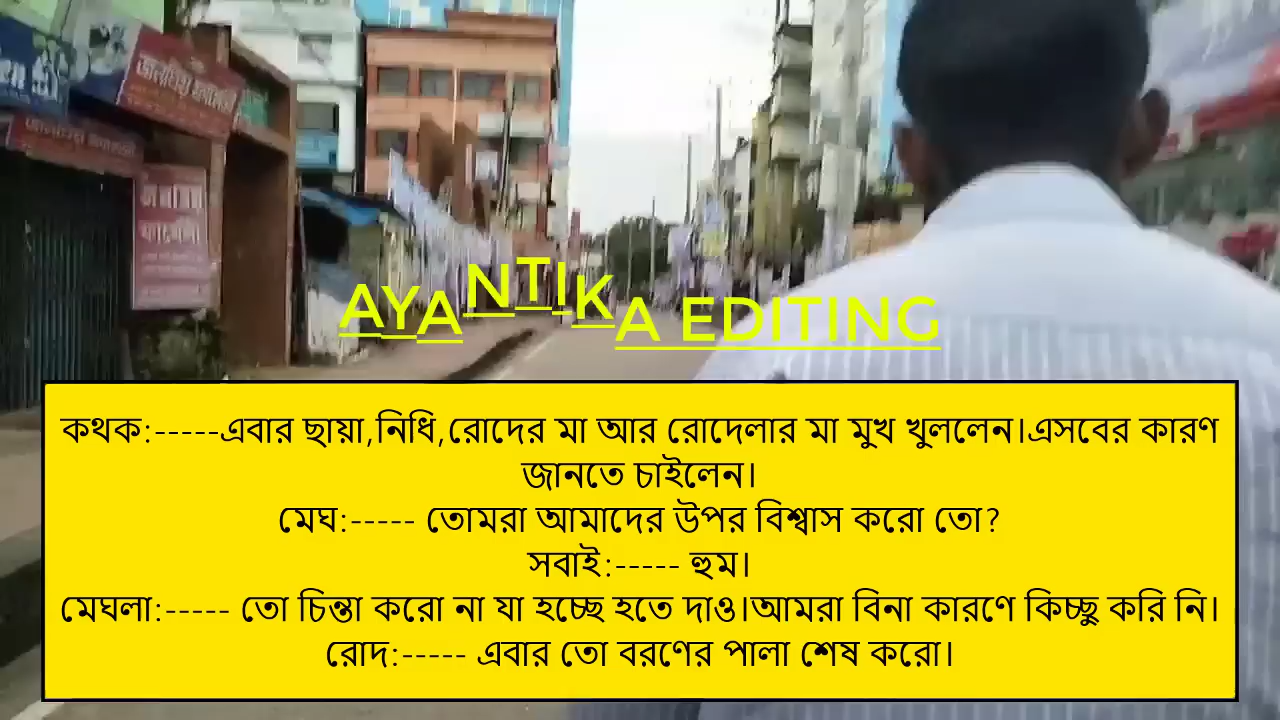 ফার্মেসী
AYANTIKA EDITING
কথক:-----এবার ছায়া,নিধি,রোদের মা আর রোদেলার মা মুখ খুললেন।এসবের কারণ
জানতে চাইলেন।
মেঘ:----- তোমরা আমাদের উপর বিশ্বাস করো তো?
সবাই:----- হুম।
মেঘলা:----- তো চিন্তা করো না যা হচ্ছে হতে দাও।আমরা বিনা কারণে কিচ্ছু করি নি।
রোদ:----- এবার তো বরণের পালা শেষ করো।